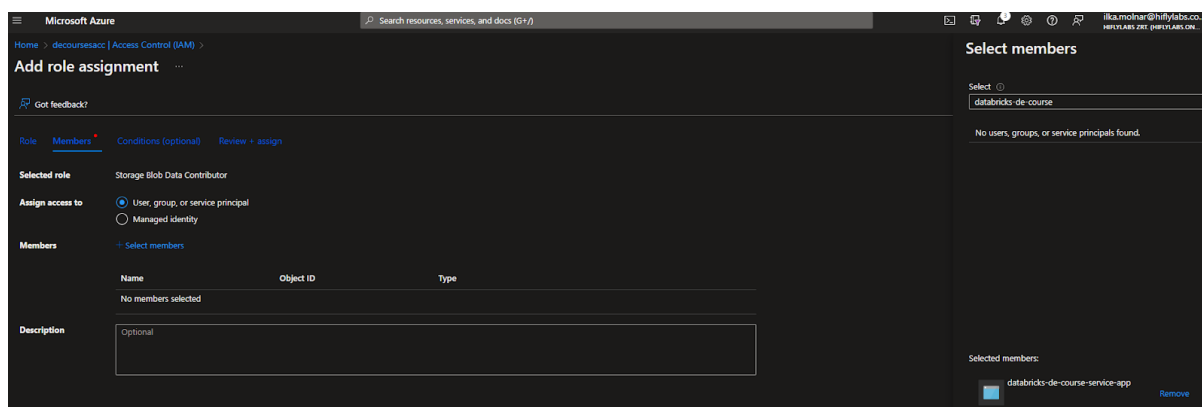 Microsoft Azure
Search resources, services, and docs (G+/)
ilka.molnar@hiflylabs.co...
HIFLYLABS ZRT. (HIFLYLABS.ON...
Home > decoursesacc | Access Control (IAM) >
Add role assignment ...
Got feedback?
Role Members Conditions (optional) Review + assign
Selected role Storage Blob Data Contributor
Assign access to User, group, or service principal
Managed identity
Members + Select members
Name Object ID Type
No members selected
Description Optional
Select members
Select
databricks-de-course
No users, groups, or service principals found.
Selected members:
databricks-de-course-service-app
Remove